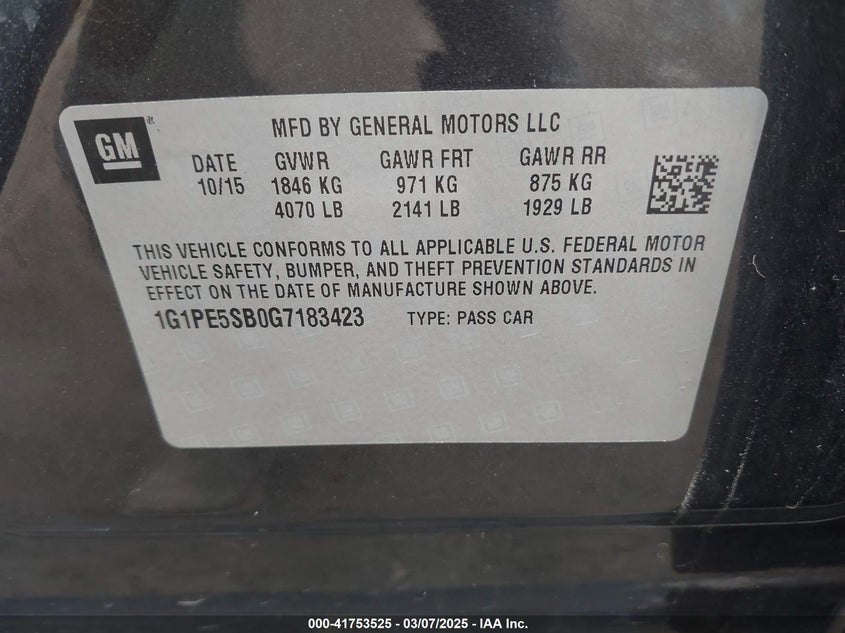 GM
MFD BY GENERAL MOTORS LLC
DATE GVWR GAWR FRT GAWR RR
10/15 1846 KG 971 KG 875 KG
4070 LB 2141 LB 1929 LB
THIS VEHICLE CONFORMS TO ALL APPLICABLE U.S. FEDERAL MOTOR
VEHICLE SAFETY, BUMPER, AND THEFT PREVENTION STANDARDS IN
EFFECT ON THE DATE OF MANUFACTURE SHOWN ABOVE.
1G1PE5SB0G7183423 TYPE: PASS CAR
000-41753525 - 03/07/2025 - IAA Inc.